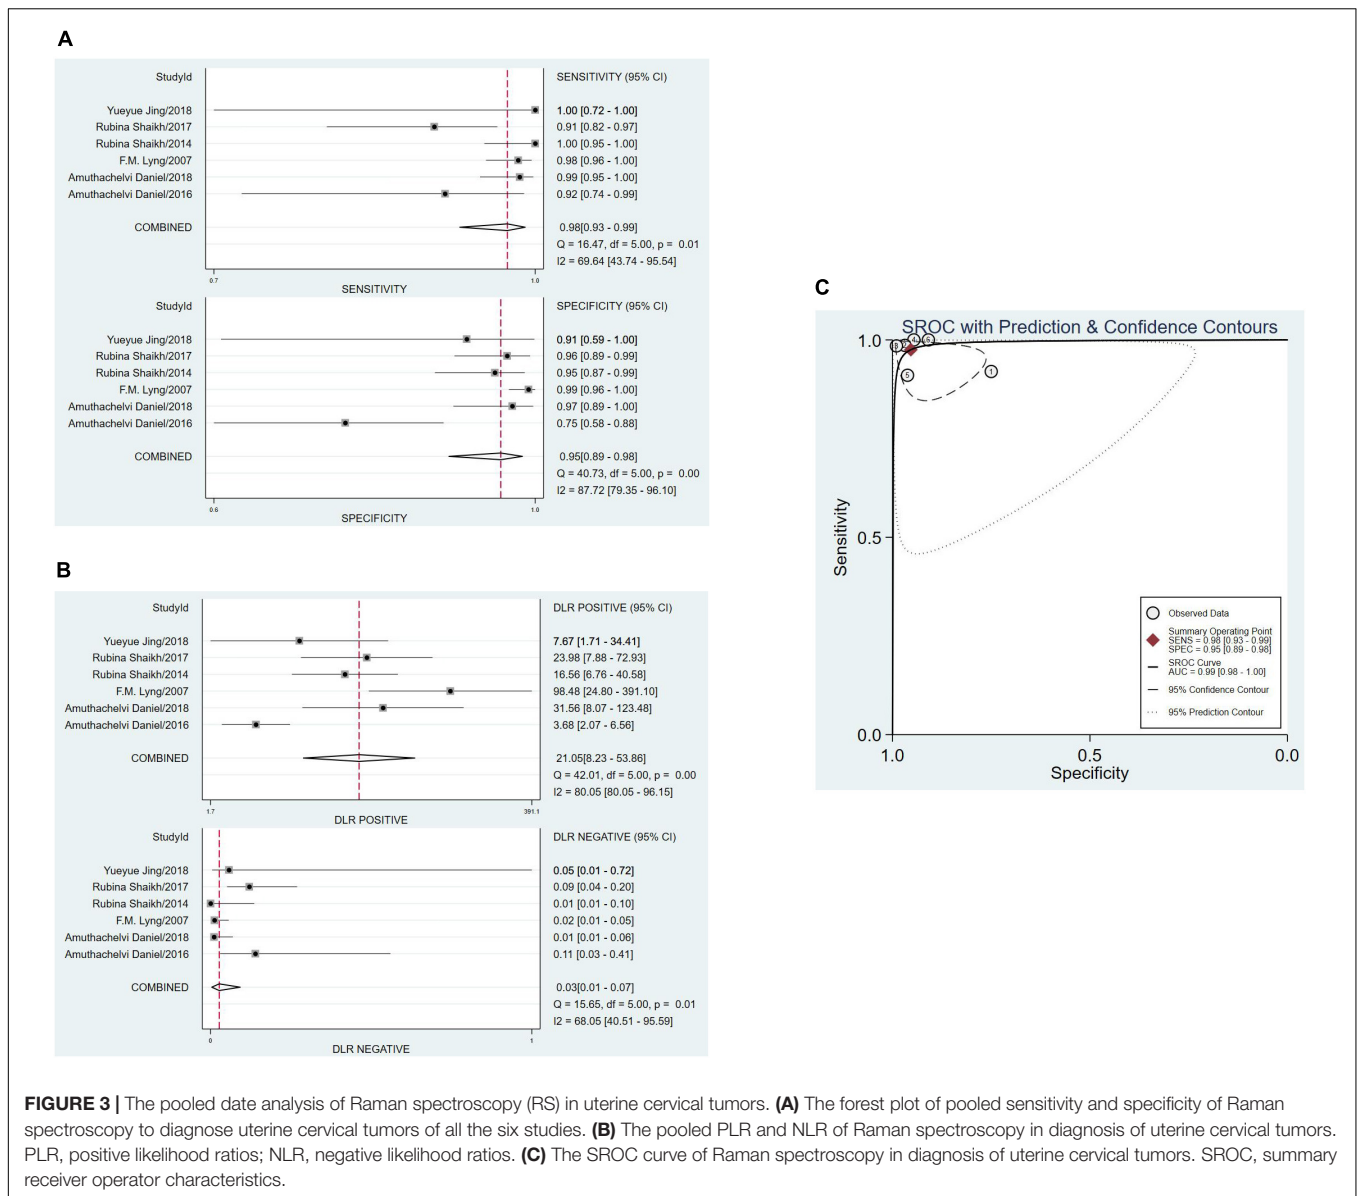 A
StudyId SENSITIVITY (95% CI)
Yueyue Jing/2018 1.00 [0.72 - 1.00]
Rubina Shaikh/2017 0.91 [0.82 - 0.97]
Rubina Shaikh/2014 1.00 [0.95 - 1.00]
F.M. Lyng/2007 0.98 [0.96 - 1.00]
Amuthachelvi Daniel/2018 0.99 [0.95 - 1.00]
Amuthachelvi Daniel/2016 0.92 [0.74 - 0.99]
COMBINED 0.98[0.93 - 0.99]
Q = 16.47, df = 5.00, p = 0.01
I2 = 69.64 [43.74 - 95.54]
0.7 1.0
SENSITIVITY
StudyId SPECIFICITY (95% CI)
Yueyue Jing/2018 0.91 [0.59 - 1.00]
Rubina Shaikh/2017 0.96 [0.89 - 0.99]
Rubina Shaikh/2014 0.95 [0.87 - 0.99]
F.M. Lyng/2007 0.99 [0.96 - 1.00]
Amuthachelvi Daniel/2018 0.97 [0.89 - 1.00]
Amuthachelvi Daniel/2016 0.75 [0.58 - 0.88]
COMBINED 0.95[0.89 - 0.98]
Q = 40.73, df = 5.00, p = 0.00
I2 = 87.72 [79.35 - 96.10]
0.6 1.0
SPECIFICITY
B
StudyId DLR POSITIVE (95% CI)
Yueyue Jing/2018 7.67 [1.71 - 34.41]
Rubina Shaikh/2017 23.98 [7.88 - 72.93]
Rubina Shaikh/2014 16.56 [6.76 - 40.58]
F.M. Lyng/2007 98.48 [24.80 - 391.10]
Amuthachelvi Daniel/2018 31.56 [8.07 - 123.48]
Amuthachelvi Daniel/2016 3.68 [2.07 - 6.56]
COMBINED 21.05[8.23 - 53.86]
Q = 42.01, df = 5.00, p = 0.00
I2 = 80.05 [80.05 - 96.15]
1.7 391.1
DLR POSITIVE
StudyId DLR NEGATIVE (95% CI)
Yueyue Jing/2018 0.05 [0.01 - 0.72]
Rubina Shaikh/2017 0.09 [0.04 - 0.20]
Rubina Shaikh/2014 0.01 [0.01 - 0.10]
F.M. Lyng/2007 0.02 [0.01 - 0.05]
Amuthachelvi Daniel/2018 0.01 [0.01 - 0.06]
Amuthachelvi Daniel/2016 0.11 [0.03 - 0.41]
COMBINED 0.03[0.01 - 0.07]
Q = 15.65, df = 5.00, p = 0.01
I2 = 68.05 [40.51 - 95.59]
0 1
DLR NEGATIVE
C
SROC with Prediction & Confidence Contours
1.0
4 6
5 1
Sensitivity
0.5
0.0
1.0 0.5 0.0
Specificity
Observed Data
Summary Operating Point
SENS = 0.98 [0.93 - 0.99]
SPEC = 0.95 [0.89 - 0.98]
SROC Curve
AUC = 0.99 [0.98 - 1.00]
95% Confidence Contour
95% Prediction Contour
FIGURE 3 | The pooled date analysis of Raman spectroscopy (RS) in uterine cervical tumors. (A) The forest plot of pooled sensitivity and specificity of Raman
spectroscopy to diagnose uterine cervical tumors of all the six studies. (B) The pooled PLR and NLR of Raman spectroscopy in diagnosis of uterine cervical tumors.
PLR, positive likelihood ratios; NLR, negative likelihood ratios. (C) The SROC curve of Raman spectroscopy in diagnosis of uterine cervical tumors. SROC, summary
receiver operator characteristics.